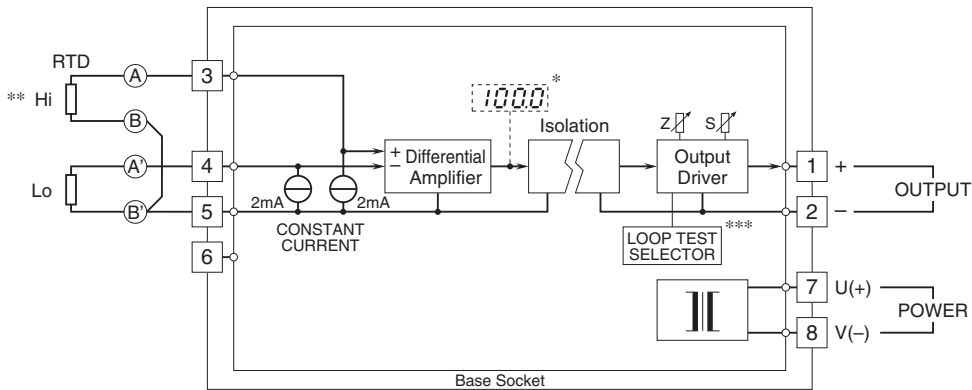 RTD
** Hi
A
B
Lo
A'
B'
3
4
5
6
2mA
2mA
CONSTANT
CURRENT
+
−
Differential
Amplifier
100.0
*
Isolation
Z
S
Output
Driver
LOOP TEST
SELECTOR
***
1
+
2
−
OUTPUT
7
U(+)
8
V(−)
POWER
Base Socket